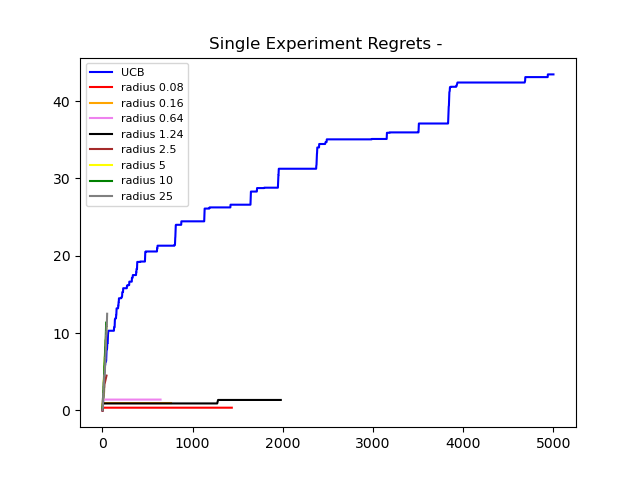 Single Experiment Regrets -
UCB
radius 0.08
radius 0.16
radius 0.64
radius 1.24
radius 2.5
radius 5
radius 10
radius 25
40
30
20
10
0
0 1000 2000 3000 4000 5000